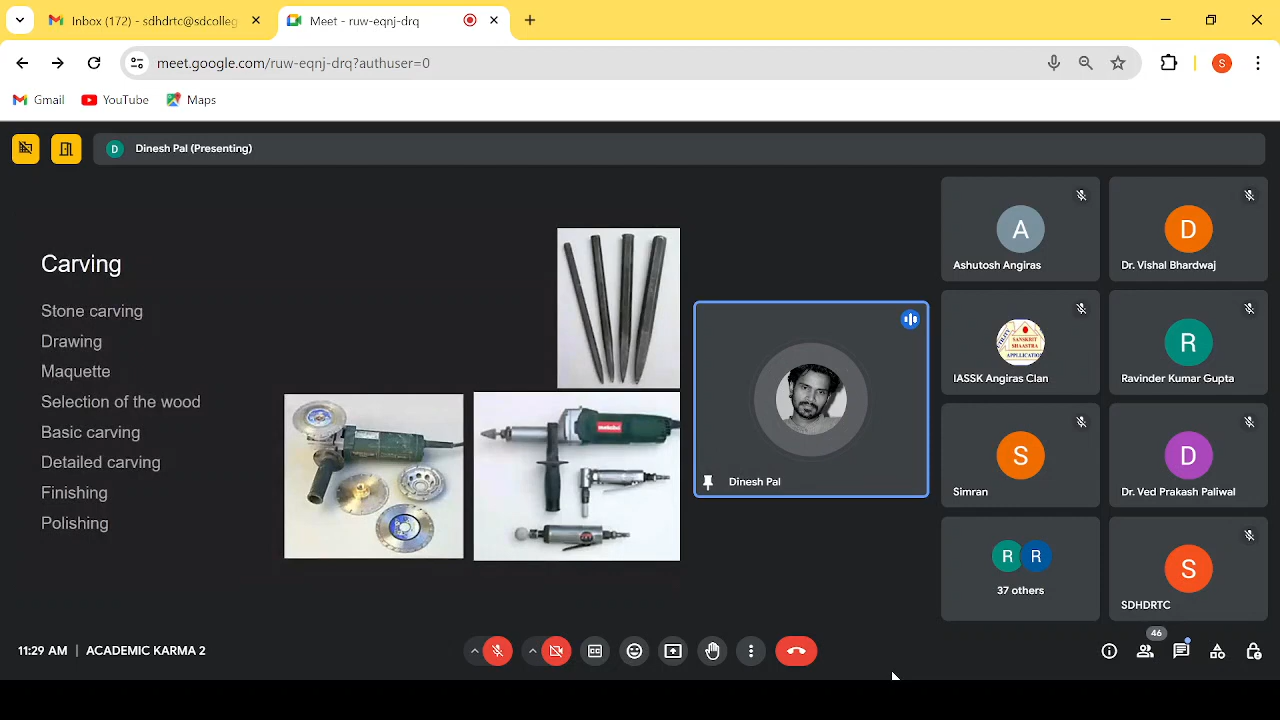 Inbox (172) - sdhdrtc@sdcolleg
Meet - ruw-eqnj-drq
meet.google.com/ruw-eqnj-drq?authuser=0
S
Gmail
YouTube
Maps
D
Dinesh Pal (Presenting)
Carving
Stone carving
Drawing
Maquette
Selection of the wood
Basic carving
Detailed carving
Finishing
Polishing
metabo
Dinesh Pal
A
Ashutosh Angiras
D
Dr. Vishal Bhardwaj
SANSKRIT
SHAASTRA
IASSK Angiras Clan
R
Ravinder Kumar Gupta
S
Simran
D
Dr. Ved Prakash Paliwal
R R
37 others
S
SDHDRTC
11:29 AM | ACADEMIC KARMA 2
46